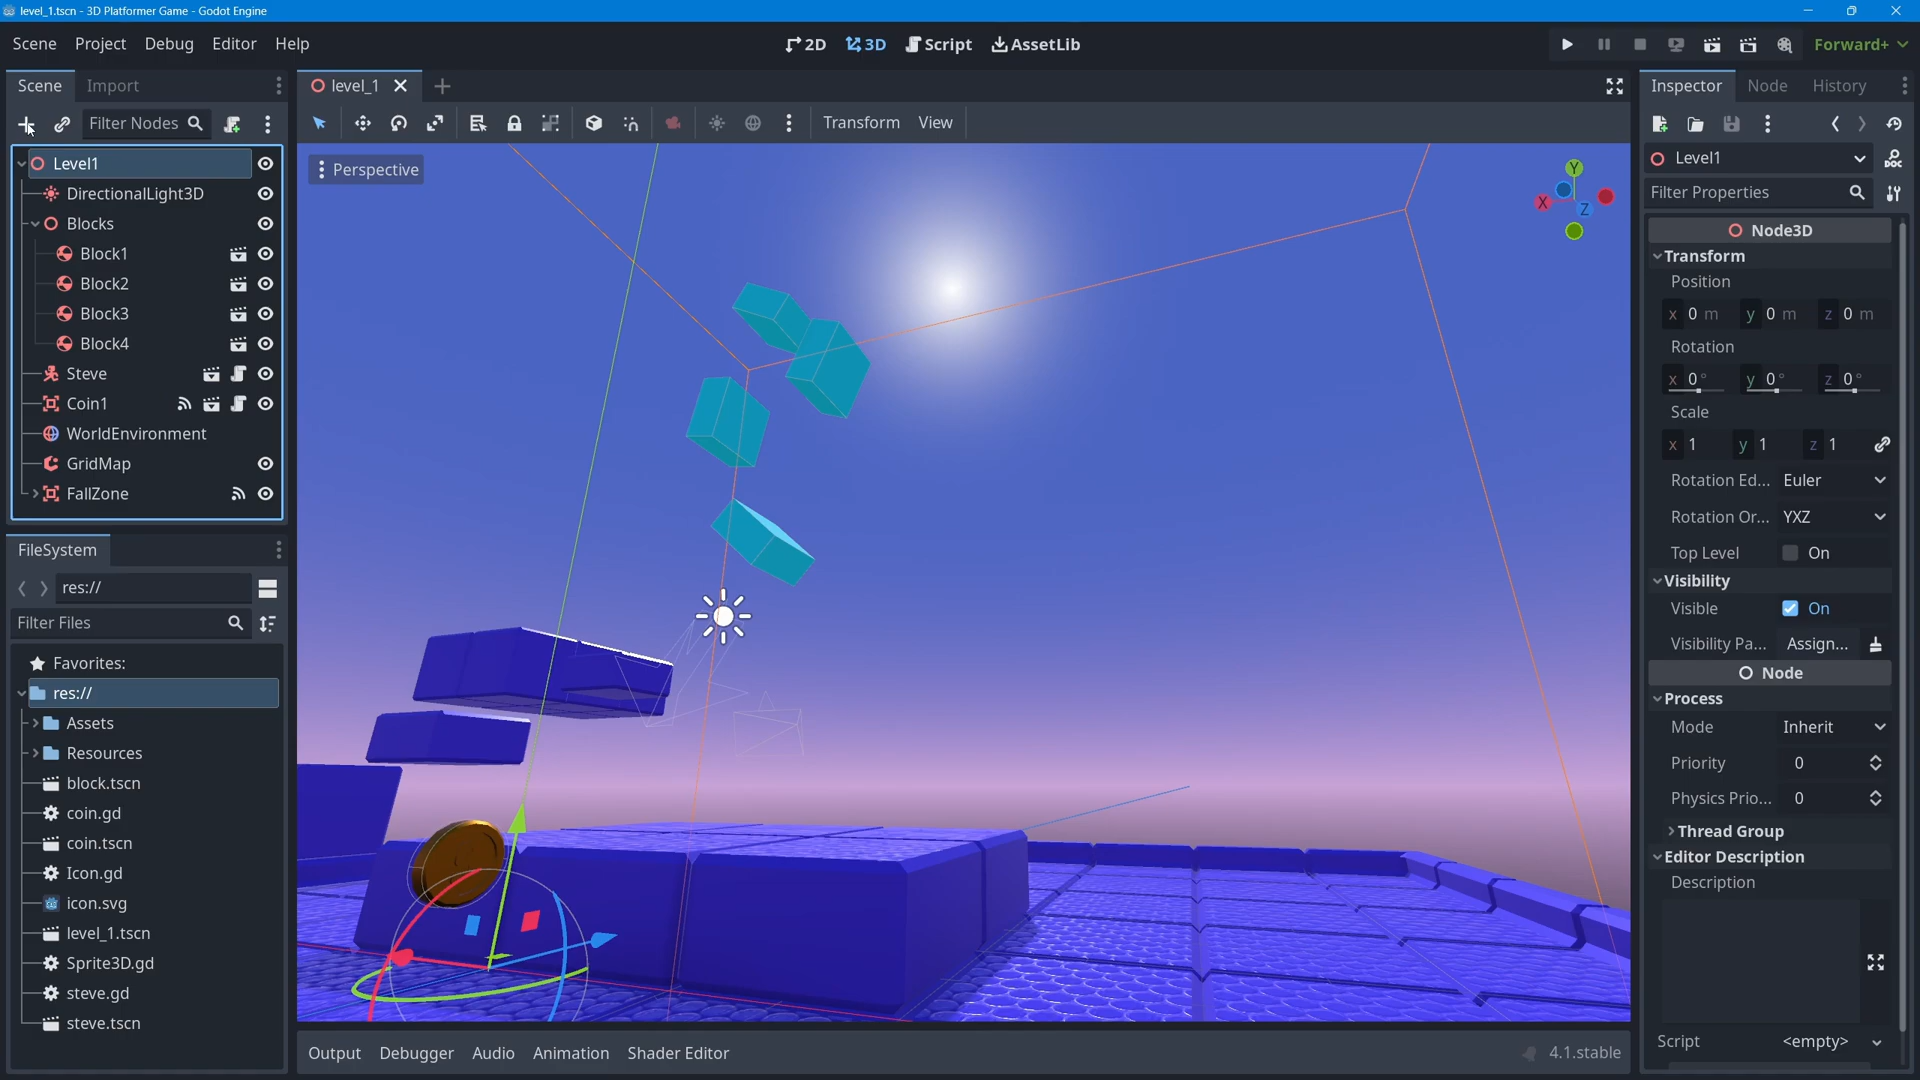 level_1.tscn - 3D Platformer Game - Godot Engine
Scene Project Debug Editor Help
2D 3D Script AssetLib
Forward+
Scene Import
Filter Nodes
Level1
DirectionalLight3D
Blocks
Block1
Block2
Block3
Block4
Steve
Coin1
WorldEnvironment
GridMap
FallZone
FileSystem
res://
Filter Files
Favorites:
res://
Assets
Resources
block.tscn
coin.gd
coin.tscn
Icon.gd
icon.svg
level_1.tscn
Sprite3D.gd
steve.gd
steve.tscn
level_1
Transform View
Perspective
Y
X
Z
Output Debugger Audio Animation Shader Editor
4.1.stable
Inspector Node History
Level1
Filter Properties
Node3D
Transform
Position
x 0 m y 0 m z 0 m
Rotation
x 0° y 0° z 0°
Scale
x 1 y 1 z 1
Rotation Ed... Euler
Rotation Or... YXZ
Top Level On
Visibility
Visible On
Visibility Pa... Assign...
Node
Process
Mode Inherit
Priority 0
Physics Prio... 0
Thread Group
Editor Description
Description
Script <empty>